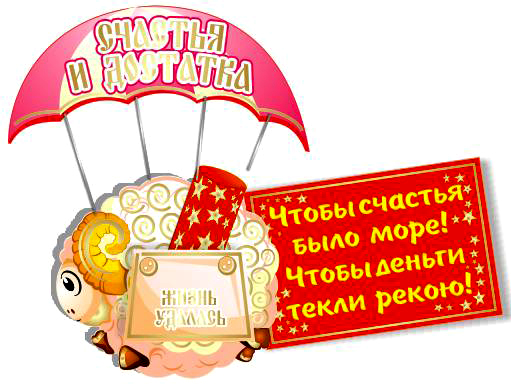 СЧАСТЬЯ
И ДОСТАТКА
Чтобы счастья
было море!
Чтобы деньги
текли рекою!
ЖИЗНЬ
УДАЛАСЬ